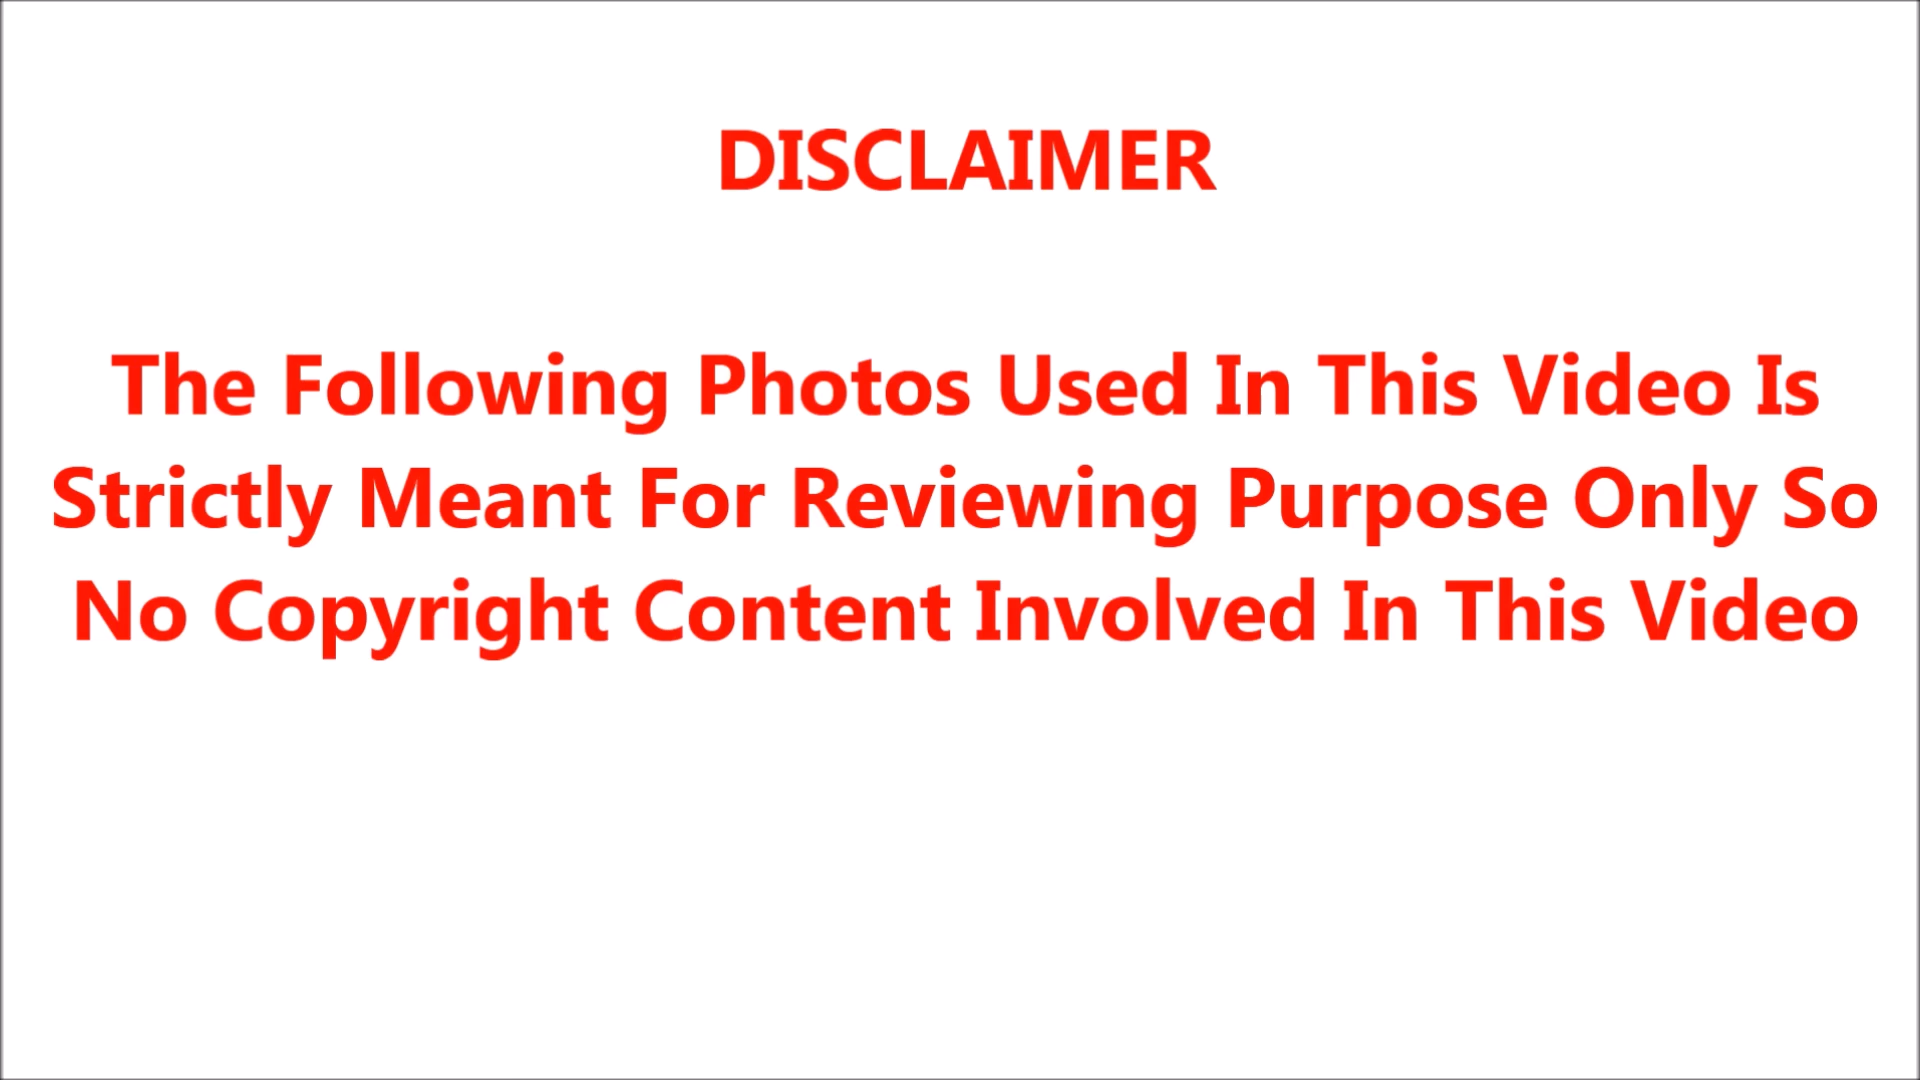 DISCLAIMER
The Following Photos Used In This Video Is
Strictly Meant For Reviewing Purpose Only So
No Copyright Content Involved In This Video